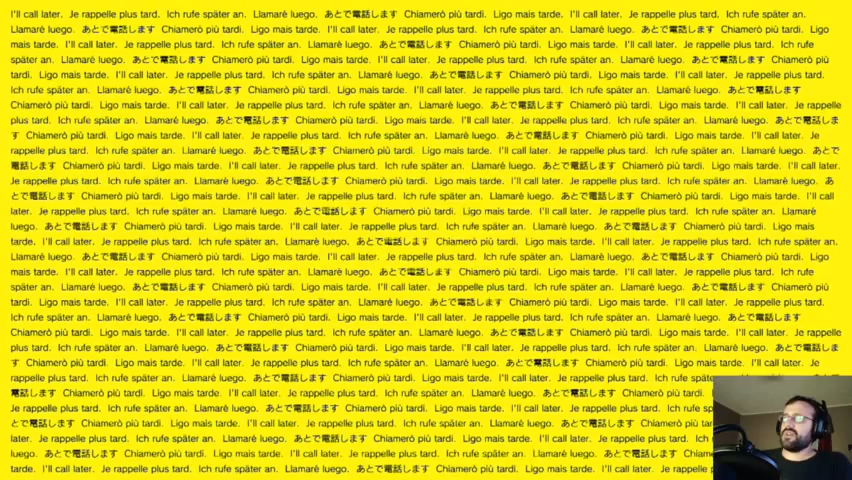 I'll call later. Je rappelle plus tard. Ich rufe später an. Llamaré luego. あとで電話します Chiamerò più tardi. Ligo mais tarde. I'll call later. Je rappelle plus tard. Ich rufe später an.
Llamaré luego. あとで電話します Chiamerò più tardi. Ligo mais tarde. I'll call later. Je rappelle plus tard. Ich rufe später an. Llamaré luego. あとで電話します Chiamerò più tardi. Ligo
mais tarde. I'll call later. Je rappelle plus tard. Ich rufe später an. Llamaré luego. あとで電話します Chiamerò più tardi. Ligo mais tarde. I'll call later. Je rappelle plus tard. Ich rufe
später an. Llamaré luego. あとで電話します Chiamerò più tardi. Ligo mais tarde. I'll call later. Je rappelle plus tard. Ich rufe später an. Llamaré luego. あとで電話します Chiamerò più
tardi. Ligo mais tarde. I'll call later. Je rappelle plus tard. Ich rufe später an. Llamaré luego. あとで電話します Chiamerò più tardi. Ligo mais tarde. I'll call later. Je rappelle plus tard.
Ich rufe später an. Llamaré luego. あとで電話します Chiamerò più tardi. Ligo mais tarde. I'll call later. Je rappelle plus tard. Ich rufe später an. Llamaré luego. あとで電話します
Chiamerò più tardi. Ligo mais tarde. I'll call later. Je rappelle plus tard. Ich rufe später an. Llamaré luego. あとで電話します Chiamerò più tardi. Ligo mais tarde. I'll call later. Je rappelle
plus tard. Ich rufe später an. Llamaré luego. あとで電話します Chiamerò più tardi. Ligo mais tarde. I'll call later. Je rappelle plus tard. Ich rufe später an. Llamaré luego. あとで電話しま
す Chiamerò più tardi. Ligo mais tarde. I'll call later. Je rappelle plus tard. Ich rufe später an. Llamaré luego. あとで電話します Chiamerò più tardi. Ligo mais tarde. I'll call later. Je
rappelle plus tard. Ich rufe später an. Llamaré luego. あとで電話します Chiamerò più tardi. Ligo mais tarde. I'll call later. Je rappelle plus tard. Ich rufe später an. Llamaré luego. あとで
電話します Chiamerò più tardi. Ligo mais tarde. I'll call later. Je rappelle plus tard. Ich rufe später an. Llamaré luego. あとで電話します Chiamerò più tardi. Ligo mais tarde. I'll call later.
Je rappelle plus tard. Ich rufe später an. Llamaré luego. あとで電話します Chiamerò più tardi. Ligo mais tarde. I'll call later. Je rappelle plus tard. Ich rufe später an. Llamaré luego. あ
とで電話します Chiamerò più tardi. Ligo mais tarde. I'll call later. Je rappelle plus tard. Ich rufe später an. Llamaré luego. あとで電話します Chiamerò più tardi. Ligo mais tarde. I'll call
later. Je rappelle plus tard. Ich rufe später an. Llamaré luego. あとで電話します Chiamerò più tardi. Ligo mais tarde. I'll call later. Je rappelle plus tard. Ich rufe später an. Llamaré
luego. あとで電話します Chiamerò più tardi. Ligo mais tarde. I'll call later. Je rappelle plus tard. Ich rufe später an. Llamaré luego. あとで電話します Chiamerò più tardi. Ligo mais
tarde. I'll call later. Je rappelle plus tard. Ich rufe später an. Llamaré luego. あとで電話します Chiamerò più tardi. Ligo mais tarde. I'll call later. Je rappelle plus tard. Ich rufe später an.
Llamaré luego. あとで電話します Chiamerò più tardi. Ligo mais tarde. I'll call later. Je rappelle plus tard. Ich rufe später an. Llamaré luego. あとで電話します Chiamerò più tardi. Ligo
mais tarde. I'll call later. Je rappelle plus tard. Ich rufe später an. Llamaré luego. あとで電話します Chiamerò più tardi. Ligo mais tarde. I'll call later. Je rappelle plus tard. Ich rufe
später an. Llamaré luego. あとで電話します Chiamerò più tardi. Ligo mais tarde. I'll call later. Je rappelle plus tard. Ich rufe später an. Llamaré luego. あとで電話します Chiamerò più
tardi. Ligo mais tarde. I'll call later. Je rappelle plus tard. Ich rufe später an. Llamaré luego. あとで電話します Chiamerò più tardi. Ligo mais tarde. I'll call later. Je rappelle plus tard.
Ich rufe später an. Llamaré luego. あとで電話します Chiamerò più tardi. Ligo mais tarde. I'll call later. Je rappelle plus tard. Ich rufe später an. Llamaré luego. あとで電話します
Chiamerò più tardi. Ligo mais tarde. I'll call later. Je rappelle plus tard. Ich rufe später an. Llamaré luego. あとで電話します Chiamerò più tardi. Ligo mais tarde. I'll call later. Je rappelle
plus tard. Ich rufe später an. Llamaré luego. あとで電話します Chiamerò più tardi. Ligo mais tarde. I'll call later. Je rappelle plus tard. Ich rufe später an. Llamaré luego. あとで電話しま
す Chiamerò più tardi. Ligo mais tarde. I'll call later. Je rappelle plus tard. Ich rufe später an. Llamaré luego. あとで電話します Chiamerò più tardi. Ligo mais tarde. I'll call later. Je
rappelle plus tard. Ich rufe später an. Llamaré luego. あとで電話します Chiamerò più tardi. Ligo mais tarde. I'll call later. Je rappelle plus tard. Ich rufe
電話します Chiamerò più tardi. Ligo mais tarde. I'll call later. Je rappelle plus tard. Ich rufe später an. Llamaré luego. あとで電話します Chiamerò più tardi.
Je rappelle plus tard. Ich rufe später an. Llamaré luego. あとで電話します Chiamerò più tardi. Ligo mais tarde. I'll call later. Je rappelle plus tard. Ich rufe
とで電話します Chiamerò più tardi. Ligo mais tarde. I'll call later. Je rappelle plus tard. Ich rufe später an. Llamaré luego. あとで電話します Chiamerò più tardi.
later. Je rappelle plus tard. Ich rufe später an. Llamaré luego. あとで電話します Chiamerò più tardi. Ligo mais tarde. I'll call later. Je rappelle plus tard.
luego. あとで電話します Chiamerò più tardi. Ligo mais tarde. I'll call later. Je rappelle plus tard. Ich rufe später an. Llamaré luego. あとで電話します Chiamerò più tardi.
tarde. I'll call later. Je rappelle plus tard. Ich rufe später an. Llamaré luego. あとで電話します Chiamerò più tardi. Ligo mais tarde. I'll call later. Je rappelle